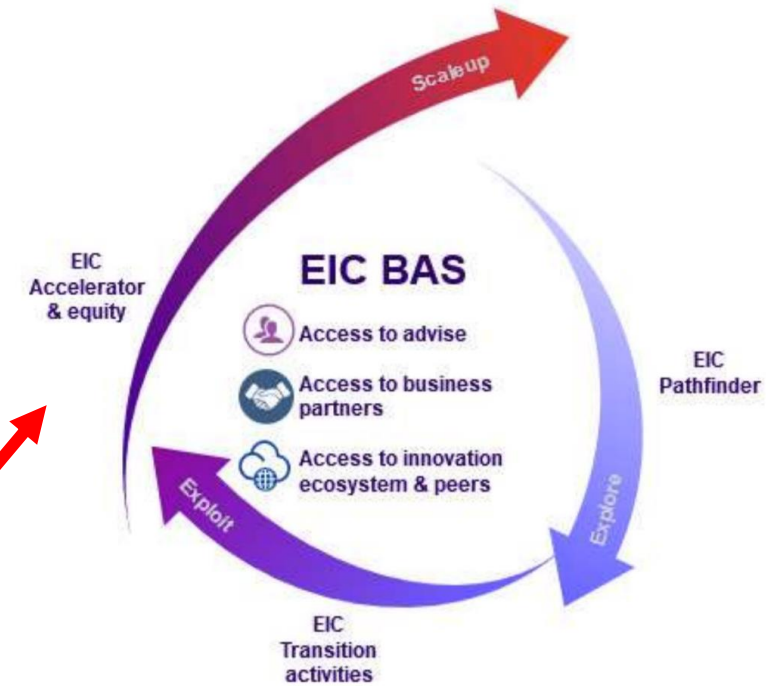 Scaleup
EIC
Accelerator
& equity
EIC BAS
Access to advise
Access to business
partners
Access to innovation
ecosystem & peers
EIC
Pathfinder
Explore
Exploit
EIC
Transition
activities